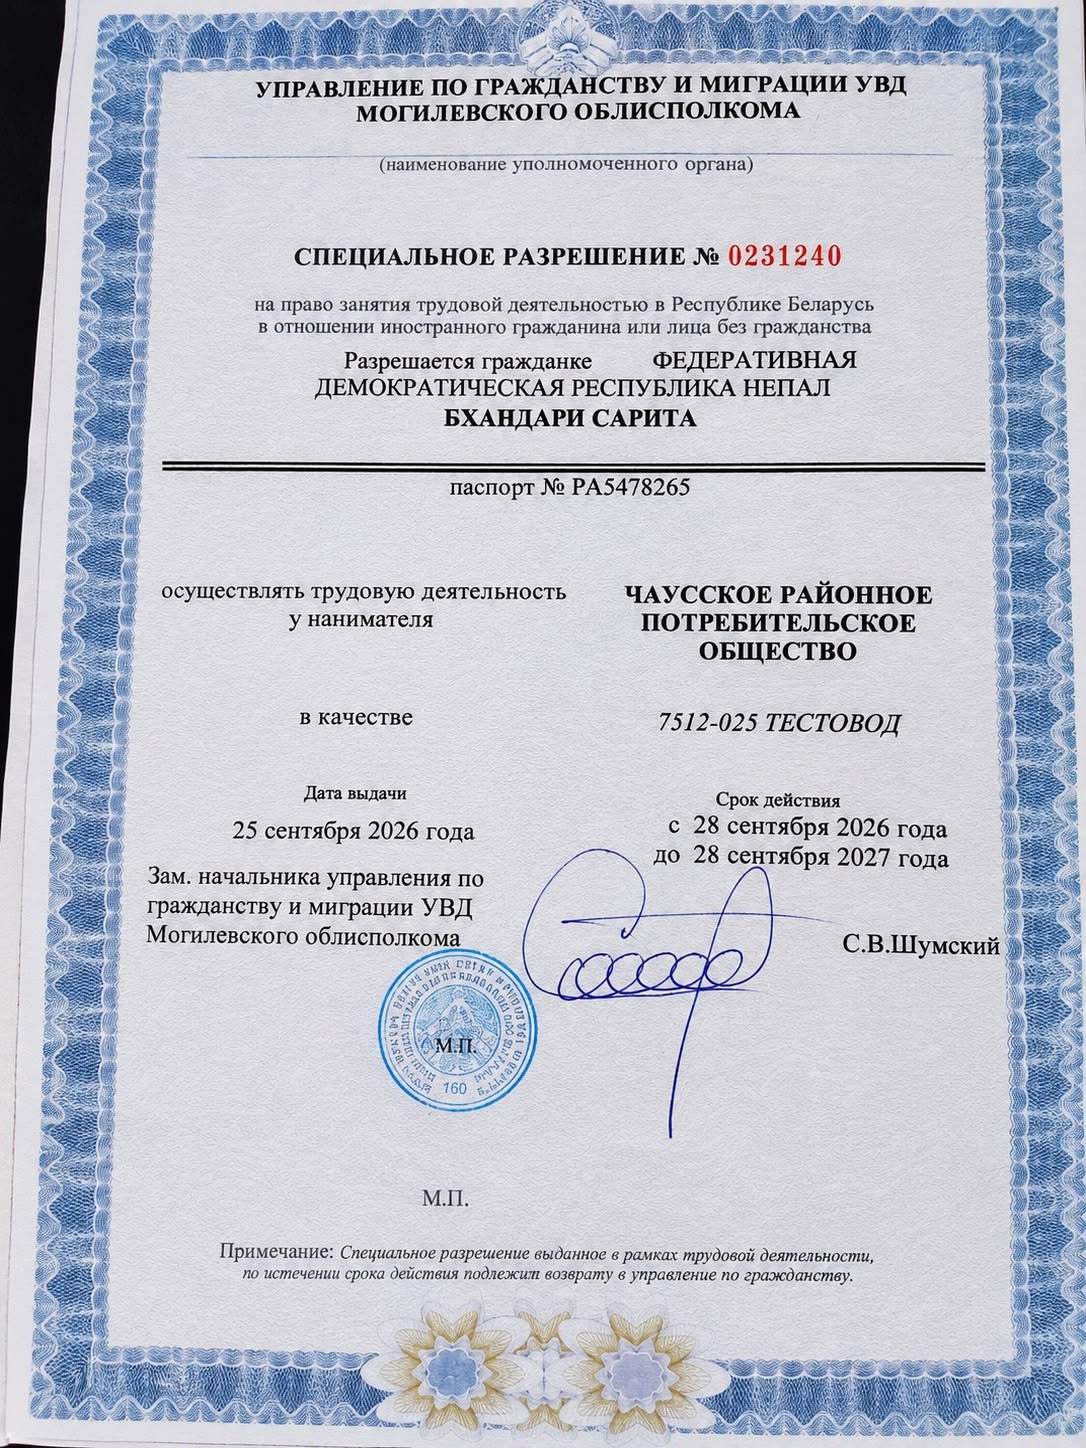 УПРАВЛЕНИЕ ПО ГРАЖДАНСТВУ И МИГРАЦИИ УВД
МОГИЛЕВСКОГО ОБЛИСПОЛКОМА
(наименование уполномоченного органа)
СПЕЦИАЛЬНОЕ РАЗРЕШЕНИЕ № 0231240
на право занятия трудовой деятельностью в Республике Беларусь
в отношении иностранного гражданина или лица без гражданства
Разрешается гражданке ФЕДЕРАТИВНАЯ
ДЕМОКРАТИЧЕСКАЯ РЕСПУБЛИКА НЕПАЛ
БХАНДАРИ САРИТА
паспорт № РА5478265
осуществлять трудовую деятельность
у нанимателя
ЧАУССКОЕ РАЙОННОЕ
ПОТРЕБИТЕЛЬСКОЕ
ОБЩЕСТВО
в качестве
7512-025 ТЕСТОВОД
Дата выдачи
25 сентября 2026 года
Срок действия
с 28 сентября 2026 года
до 28 сентября 2027 года
Зам. начальника управления по
гражданству и миграции УВД
Могилевского облисполкома
С.В.Шумский
М.П.
160
М.П.
Примечание: Специальное разрешение выданное в рамках трудовой деятельности,
по истечении срока действия подлежит возврату в управление по гражданству.